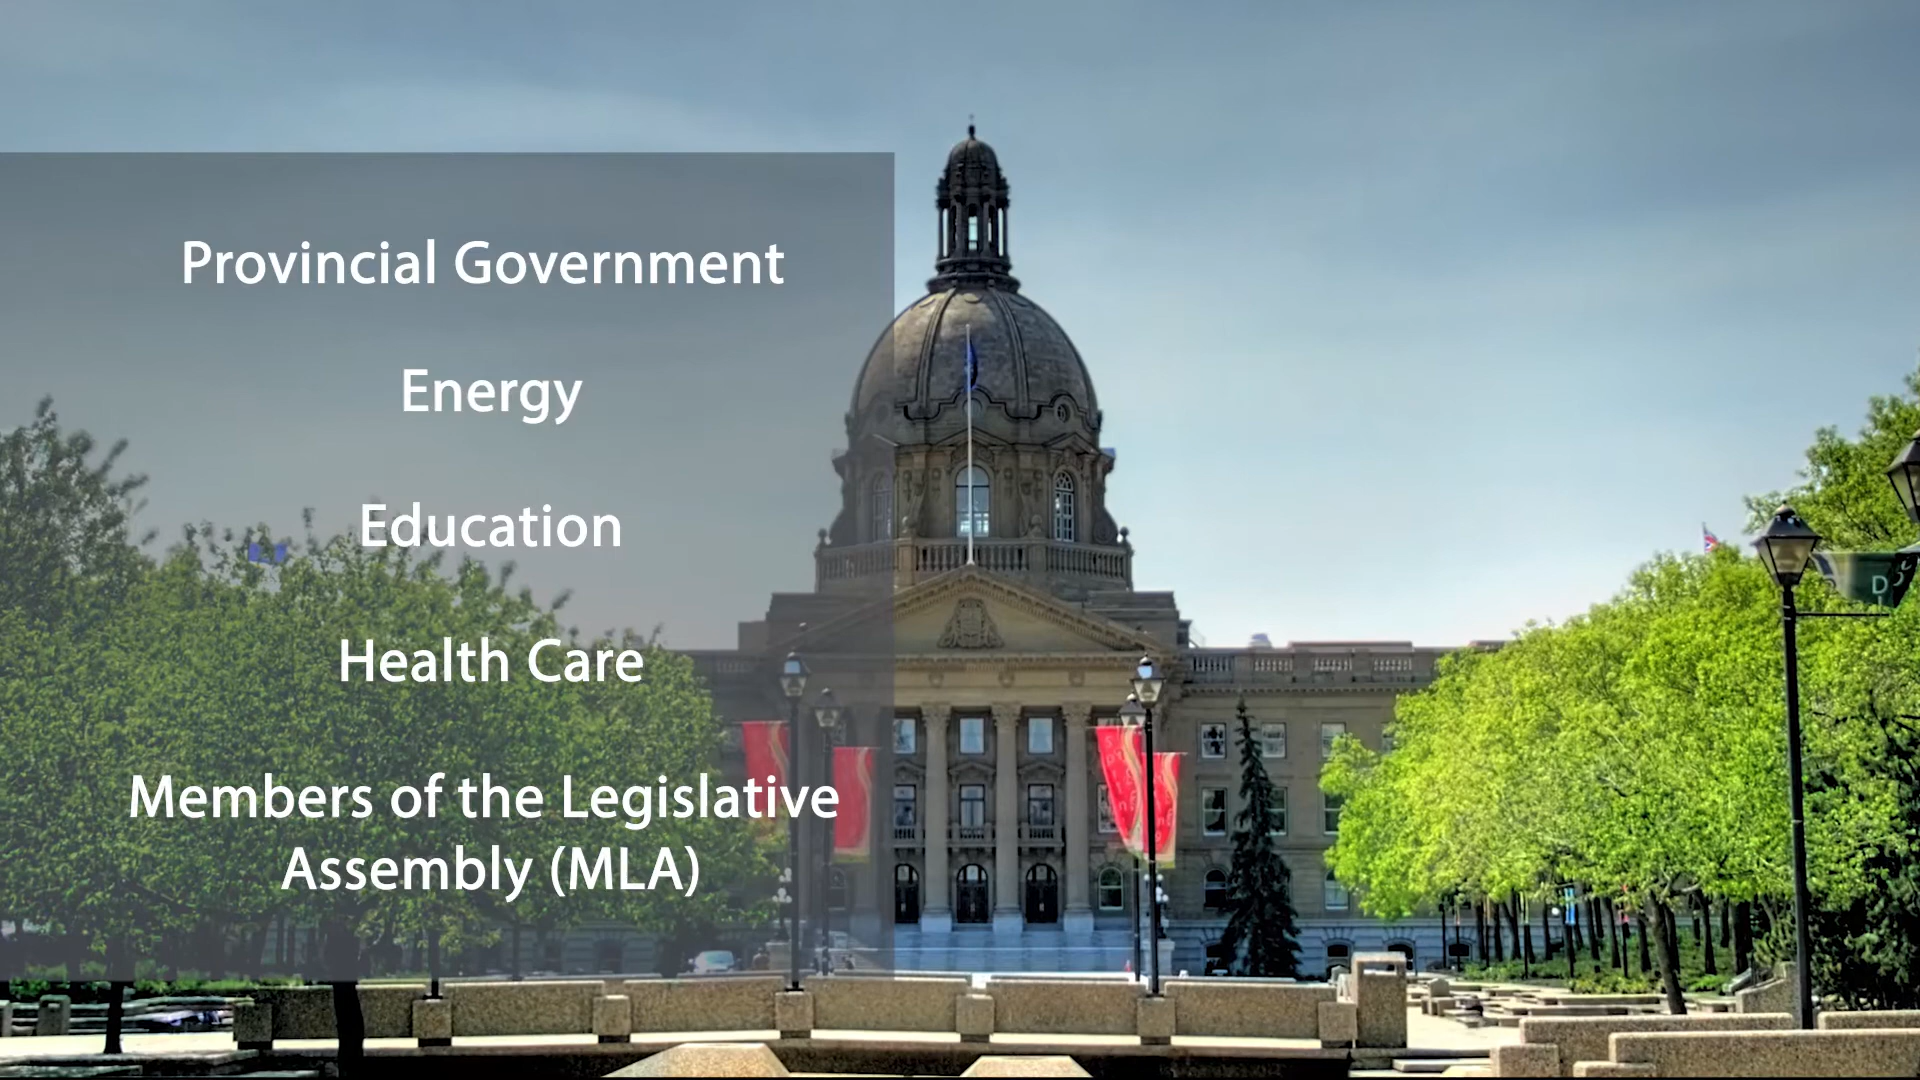 Provincial Government
Energy
Education
Health Care
Members of the Legislative
Assembly (MLA)